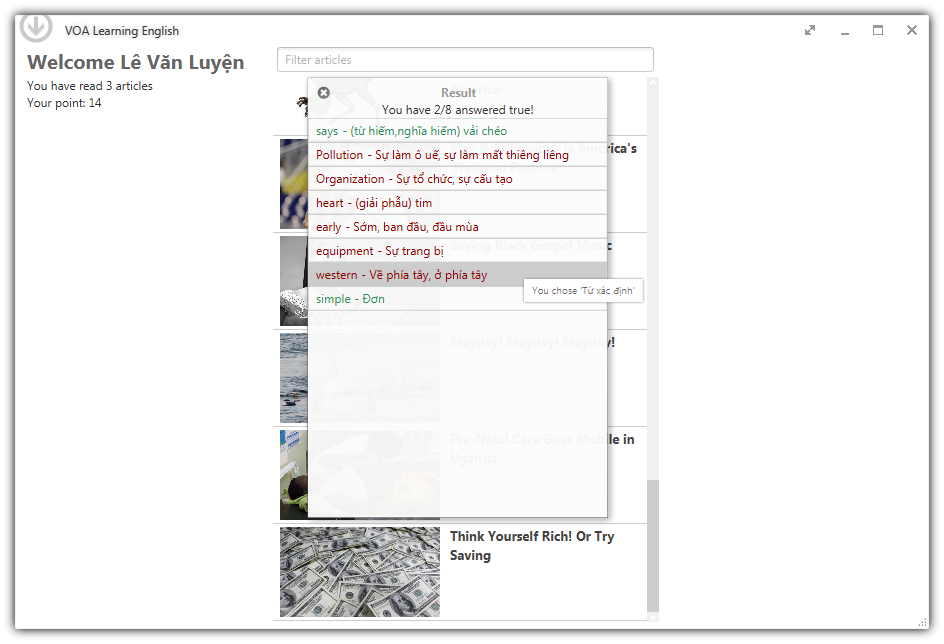 VOA Learning English
Welcome Lê Văn Luyện
You have read 3 articles
Your point: 14
Filter articles
Result
You have 2/8 answered true!
says - (từ hiếm,nghĩa hiếm) vải chéo
Pollution - Sự làm ô uế, sự làm mất thiêng liêng
Organization - Sự tổ chức, sự cấu tạo
heart - (giải phẫu) tim
early - Sớm, ban đầu, đầu mùa
equipment - Sự trang bị
western - Về phía tây, ở phía tây
You chose 'Từ xác định'
simple - Đơn
America's
Saving Black Gospel Music
Mayday! Mayday! Mayday!
Pre-Natal Care Goes Mobile in
Uganda
Think Yourself Rich! Or Try
Saving